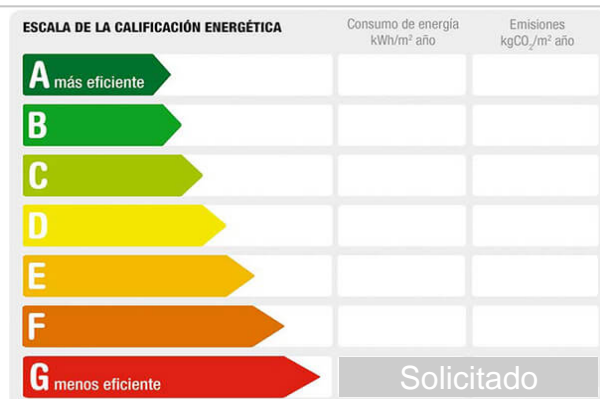 ESCALA DE LA CALIFICACIÓN ENERGÉTICA
Consumo de energía
kWh/m² año
Emisiones
kgCO₂/m² año
A más eficiente
B
C
D
E
F
G menos eficiente
Solicitado